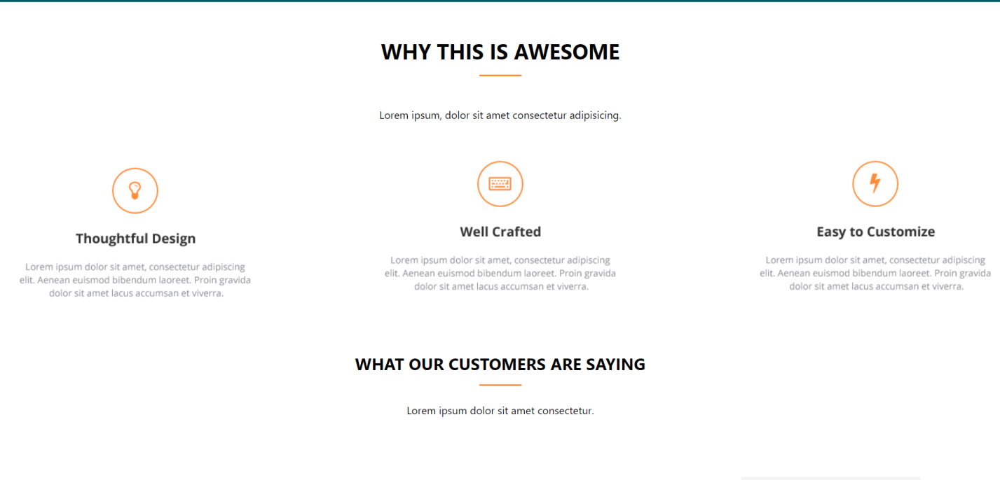 WHY THIS IS AWESOME
Lorem ipsum, dolor sit amet consectetur adipisicing.
Thoughtful Design
Lorem ipsum dolor sit amet, consectetur adipiscing
elit. Aenean euismod bibendum laoreet. Proin gravida
dolor sit amet lacus accumsan et viverra.
Well Crafted
Lorem ipsum dolor sit amet, consectetur adipiscing
elit. Aenean euismod bibendum laoreet. Proin gravida
dolor sit amet lacus accumsan et viverra.
Easy to Customize
Lorem ipsum dolor sit amet, consectetur adipiscing
elit. Aenean euismod bibendum laoreet. Proin gravida
dolor sit amet lacus accumsan et viverra.
WHAT OUR CUSTOMERS ARE SAYING
Lorem ipsum dolor sit amet consectetur.